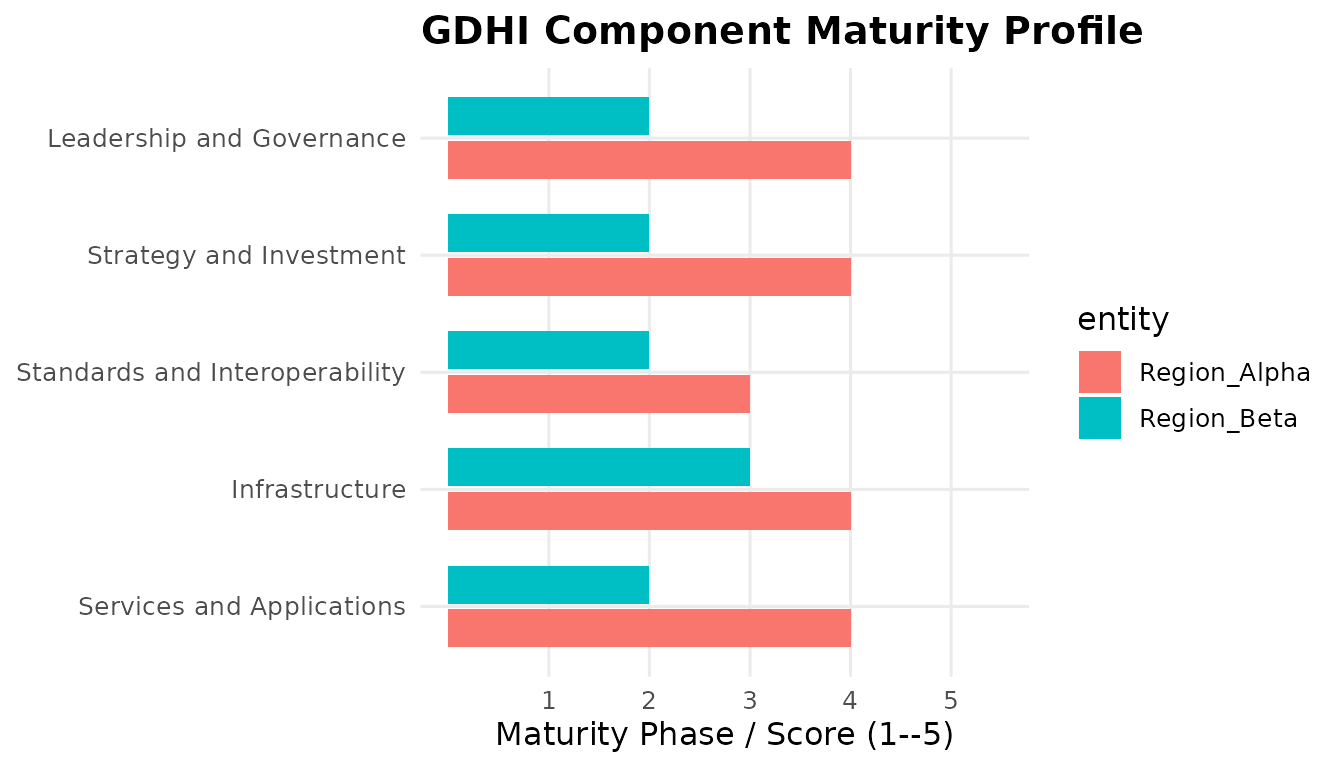 GDHI Component Maturity Profile
Leadership and Governance
Strategy and Investment
Standards and Interoperability
Infrastructure
Services and Applications
1 2 3 4 5
Maturity Phase / Score (1--5)
entity
Region_Alpha
Region_Beta